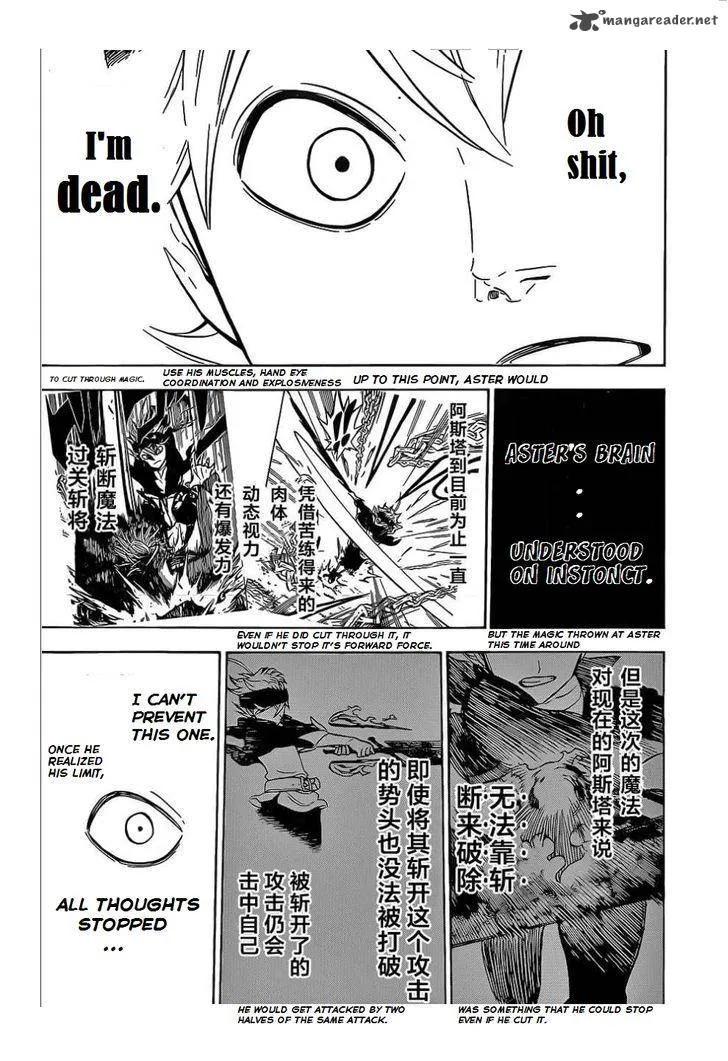 mangareader.net
Oh
shit,
I'm
dead.
UP TO THIS POINT, ASTER WOULD
USE HIS MUSCLES, HAND EYE
COORDINATION AND EXPLOSIVENESS
TO CUT THROUGH MAGIC.
ASTER'S BRAIN
.
.
UNDERSTOOD
ON INSTONCT.
阿斯塔到目前为止一直
凭借苦练得来的
肉体
动态视力
还有爆发力
斩断魔法
过关斩将
BUT THE MAGIC THROWN AT ASTER
THIS TIME AROUND
EVEN IF HE DID CUT THROUGH IT, IT
WOULDN'T STOP IT'S FORWARD FORCE.
但是这次的魔法
对现在的阿斯塔来说
无法靠斩
断来破除
即使将其斩开这个攻击
的势头也没法被打破
被斩开了的
攻击仍会
击中自己
I CAN'T
PREVENT
THIS ONE.
ONCE HE
REALIZED
HIS LIMIT,
ALL THOUGHTS
STOPPED
...
WAS SOMETHING THAT HE COULD STOP
EVEN IF HE CUT IT.
HE WOULD GET ATTACKED BY TWO
HALVES OF THE SAME ATTACK.